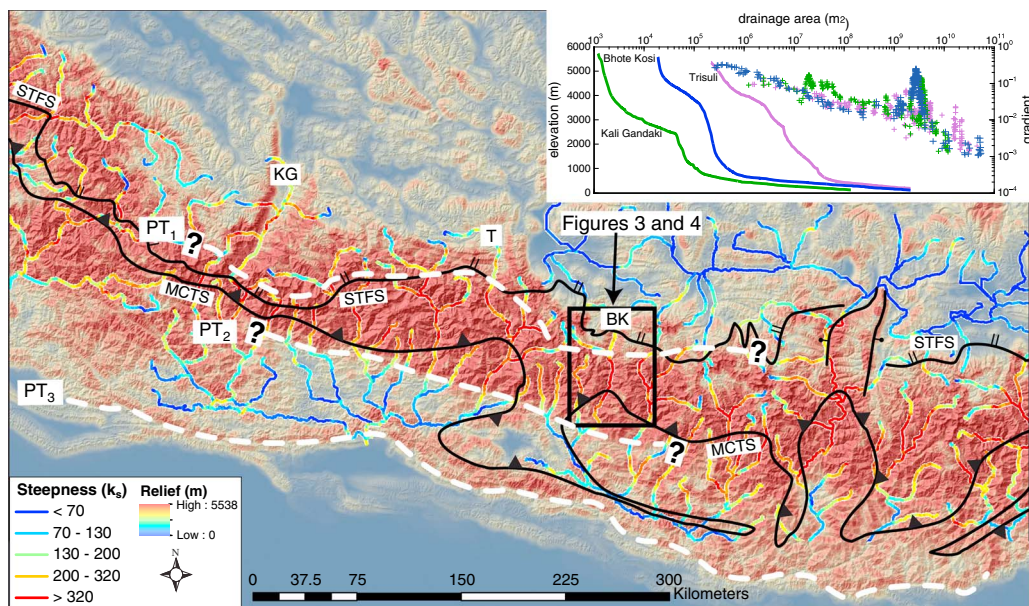 drainage area (m2)
10³ 10⁴ 10⁵ 10⁶ 10⁷ 10⁸ 10⁹ 10¹⁰ 10¹¹
6000
5000
4000
3000
2000
1000
0
elevation (m)
Bhote Kosi
Trisuli
Kali Gandaki
10⁰
10⁻¹
10⁻²
10⁻³
10⁻⁴
gradient
STFS
KG
PT1
?
T
Figures 3 and 4
MCTS
STFS
BK
PT2
?
?
STFS
PT3
?
MCTS
Steepness (ks)
< 70
70 - 130
130 - 200
200 - 320
> 320
Relief (m)
High : 5538
Low : 0
N
0 37.5 75 150 225 300
Kilometers